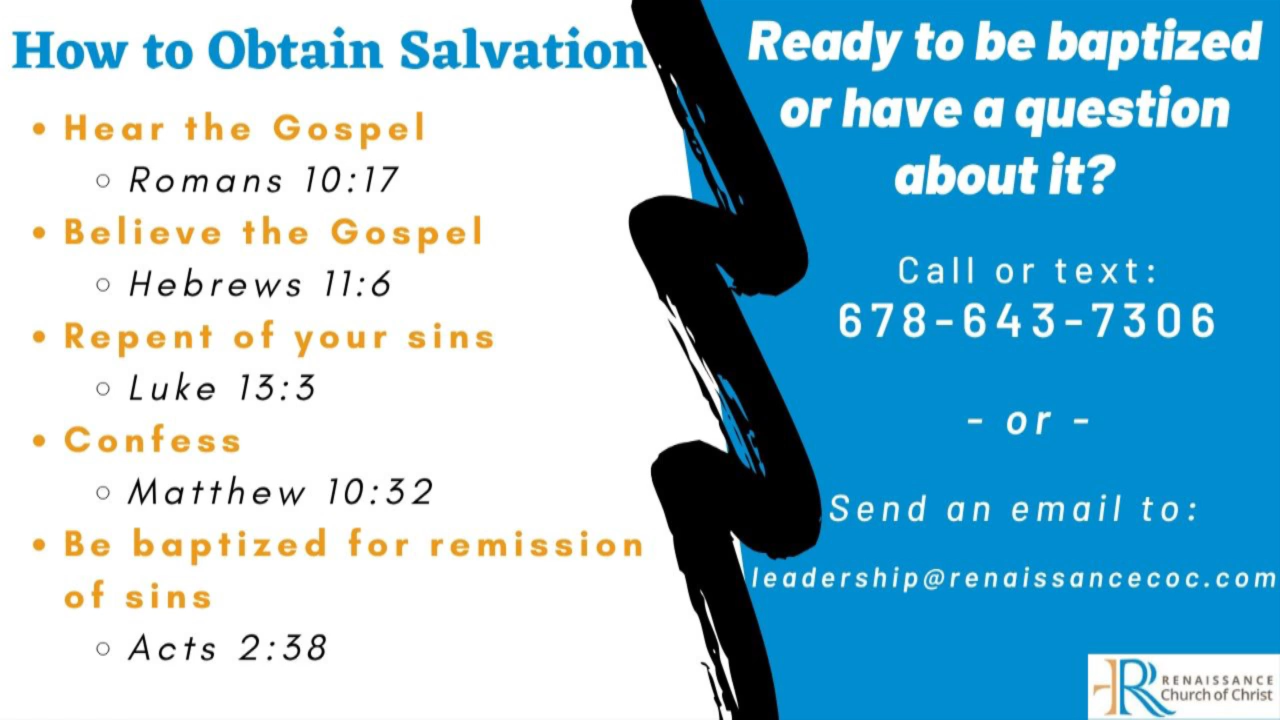 How to Obtain Salvation
• Hear the Gospel
○ Romans 10:17
• Believe the Gospel
○ Hebrews 11:6
• Repent of your sins
○ Luke 13:3
• Confess
○ Matthew 10:32
• Be baptized for remission
of sins
○ Acts 2:38
Ready to be baptized
or have a question
about it?
Call or text:
678-643-7306
- or -
Send an email to:
leadership@renaissancecoc.com
RENAISSANCE
Church of Christ